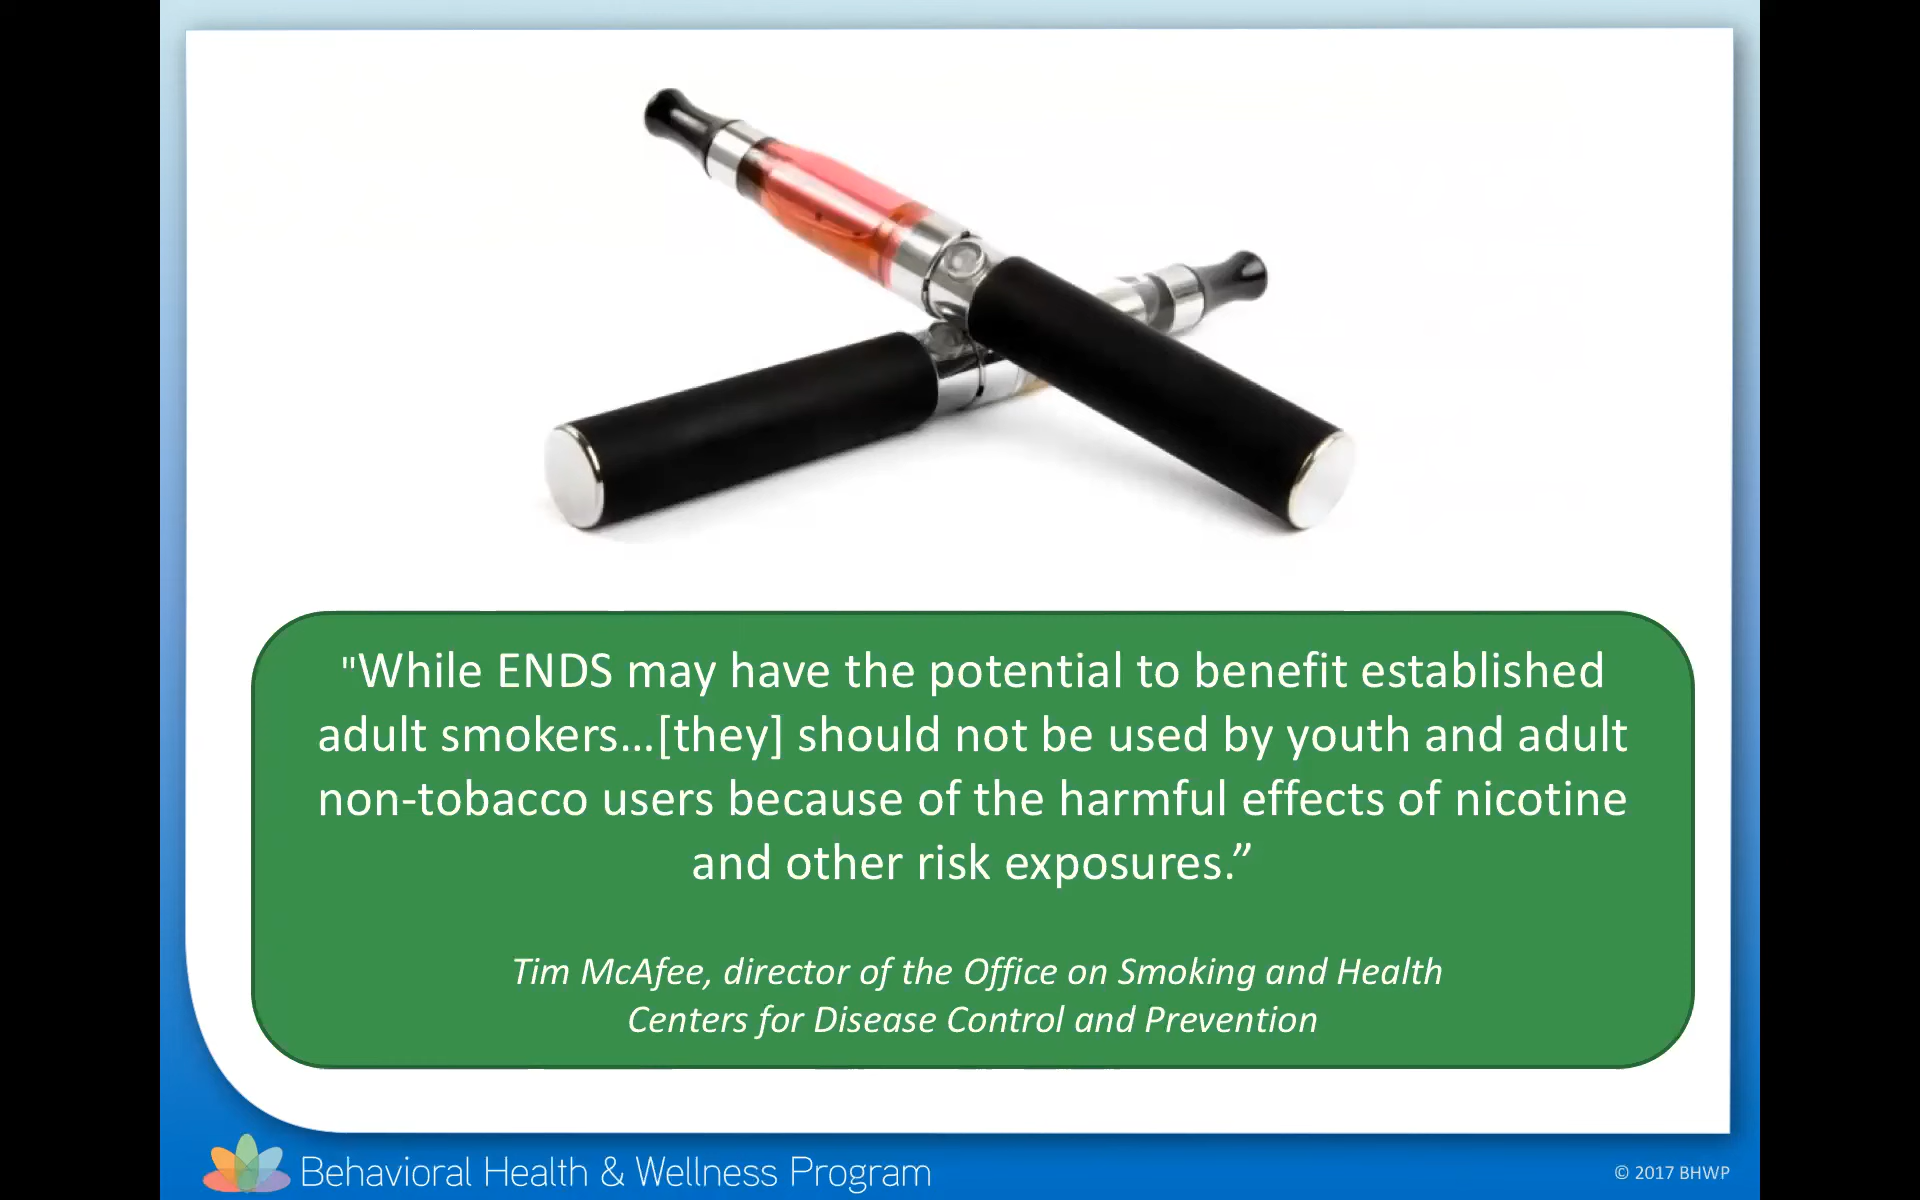 "While ENDS may have the potential to benefit established
adult smokers...[they] should not be used by youth and adult
non-tobacco users because of the harmful effects of nicotine
and other risk exposures.”
Tim McAfee, director of the Office on Smoking and Health
Centers for Disease Control and Prevention
Behavioral Health & Wellness Program
© 2017 BHWP